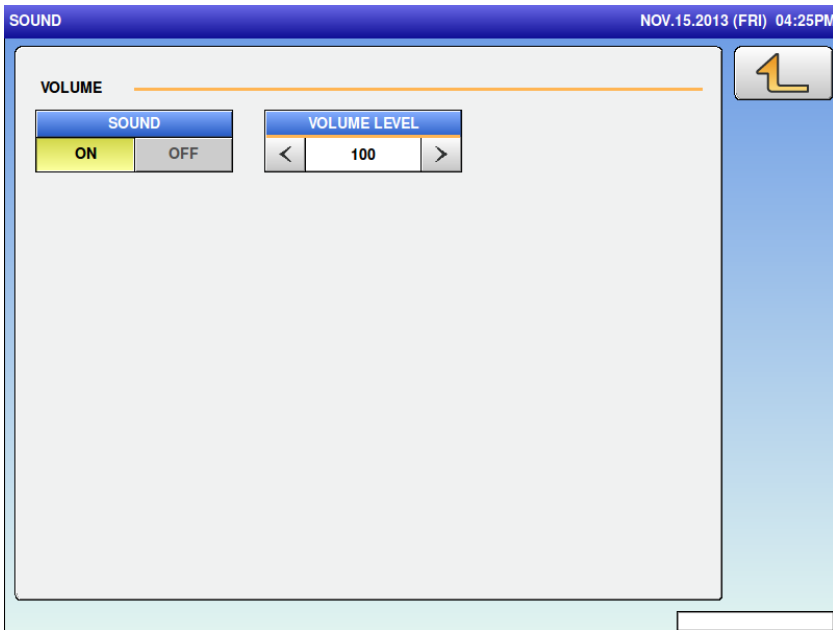 SOUND NOV.15.2013 (FRI) 04:25PM
VOLUME
SOUND VOLUME LEVEL
ON OFF < 100 >